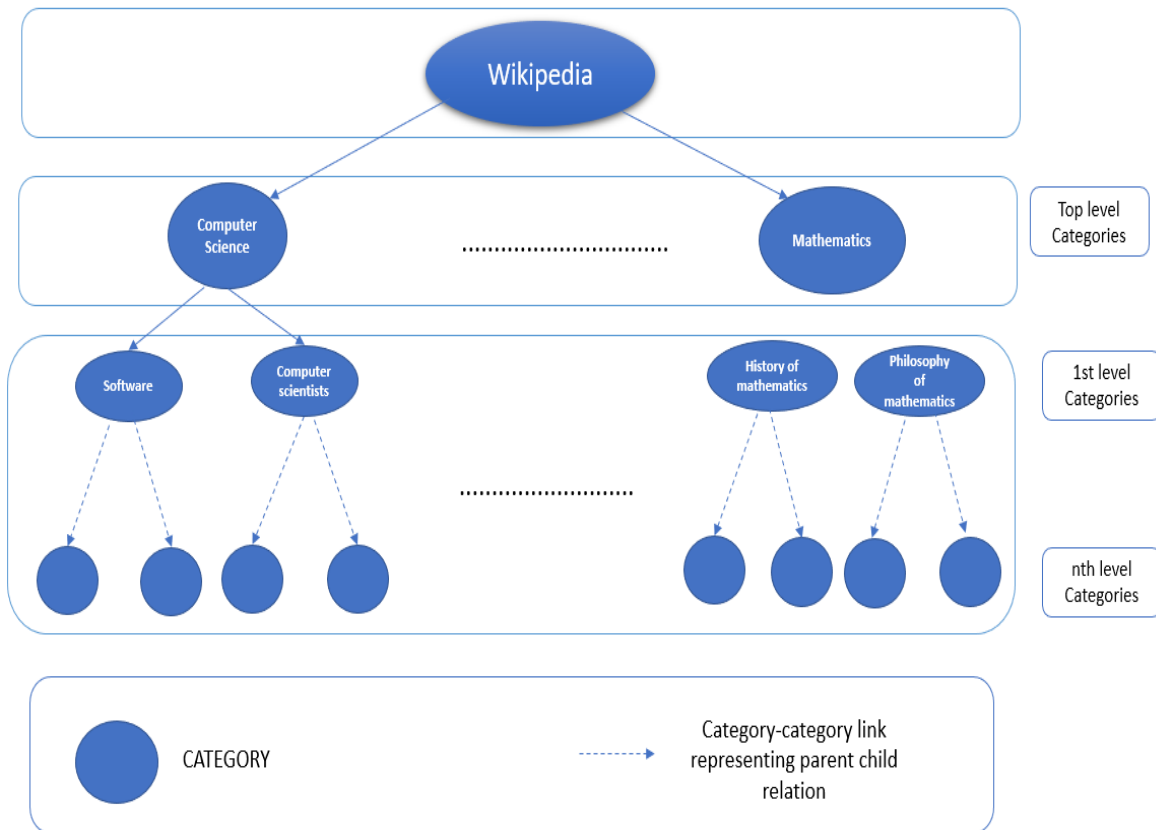 Wikipedia
Computer
Science
Mathematics
Top level
Categories
Software
Computer
scientists
History of
mathematics
Philosophy
of
mathematics
1st level
Categories
nth level
Categories
CATEGORY
Category-category link
representing parent child
relation